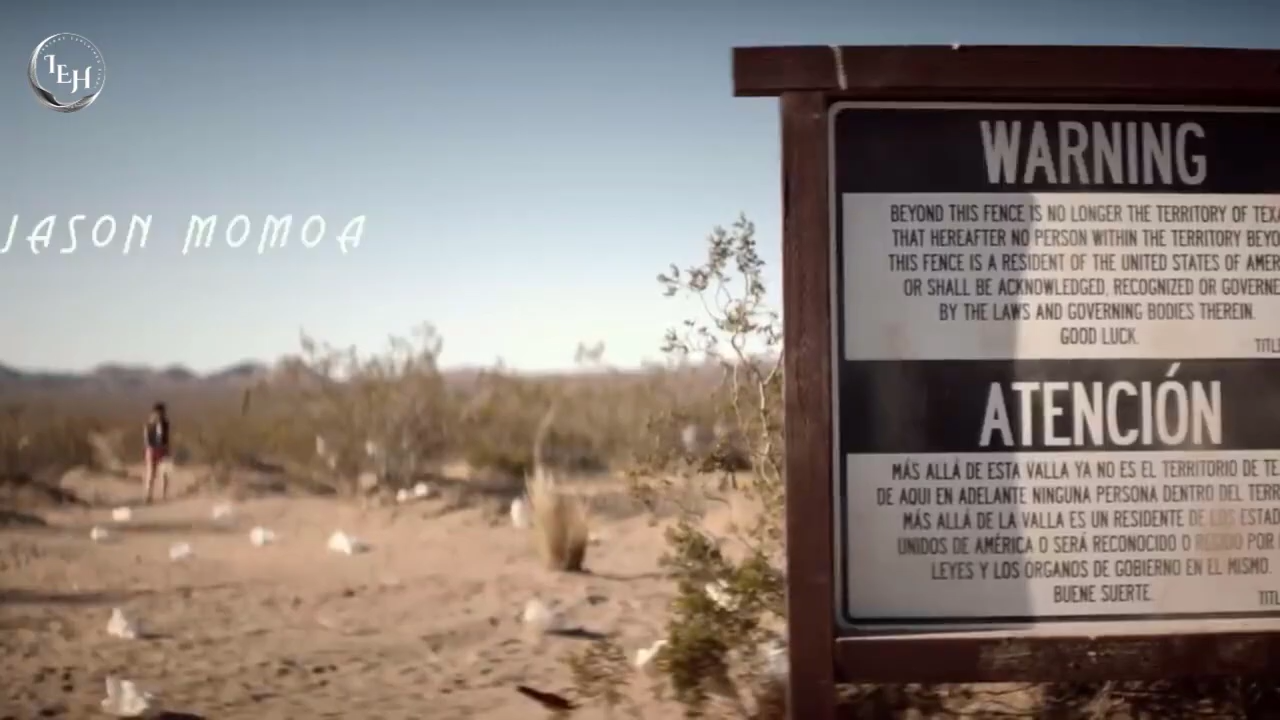 IEH
JASON MOMOA
WARNING
BEYOND THIS FENCE IS NO LONGER THE TERRITORY OF TEXA
THAT HEREAFTER NO PERSON WITHIN THE TERRITORY BEYO
THIS FENCE IS A RESIDENT OF THE UNITED STATES OF AMER
OR SHALL BE ACKNOWLEDGED, RECOGNIZED OR GOVERNE
BY THE LAWS AND GOVERNING BODIES THEREIN.
GOOD LUCK.
TITL
ATENCIÓN
MÁS ALLÁ DE ESTA VALLA YA NO ES EL TERRITORIO DE TE
DE AQUI EN ADELANTE NINGUNA PERSONA DENTRO DEL TERR
MÁS ALLÁ DE LA VALLA ES UN RESIDENTE DE LOS ESTAD
UNIDOS DE AMÉRICA O SERÁ RECONOCIDO O REGIDO POR
LEYES Y LOS ORGANOS DE GOBIERNO EN EL MISMO.
BUENE SUERTE.
TITL